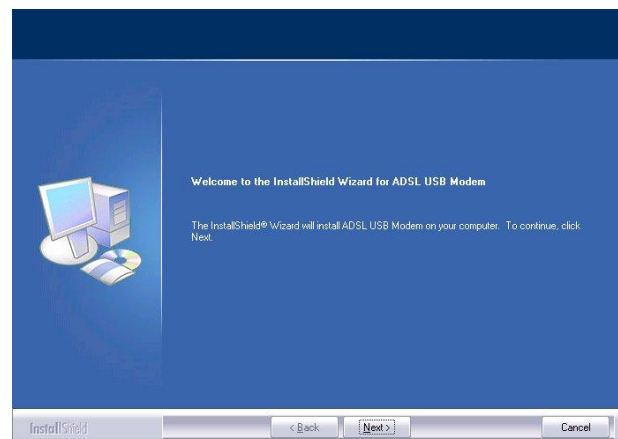 Welcome to the InstallShield Wizard for ADSL USB Modem
The InstallShield® Wizard will install ADSL USB Modem on your computer. To continue, click
Next.
InstallShield
< Back
Next >
Cancel